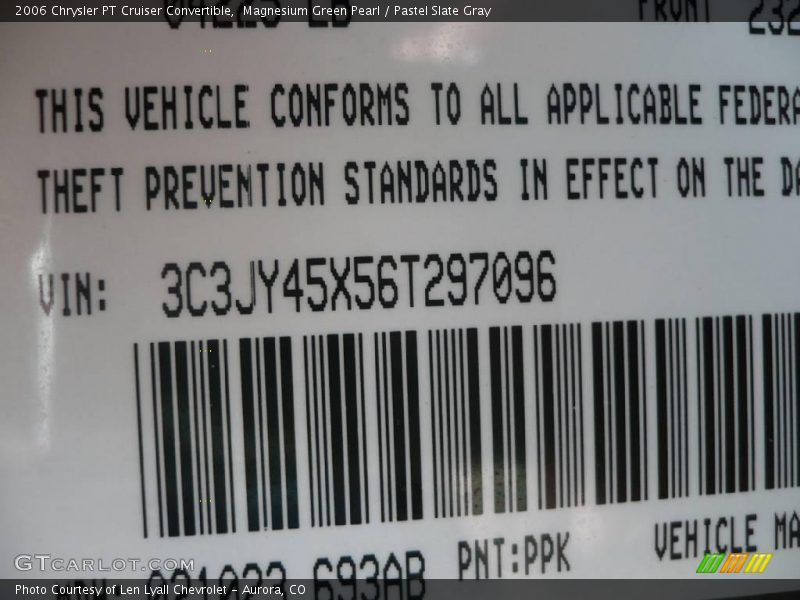 2006 Chrysler PT Cruiser Convertible, Magnesium Green Pearl / Pastel Slate Gray
THIS VEHICLE CONFORMS TO ALL APPLICABLE FEDERA
THEFT PREVENTION STANDARDS IN EFFECT ON THE DA
VIN: 3C3JY45X56T297096
PNT:PPK VEHICLE MA
021023 693AB
GTCARLOT.COM
Photo Courtesy of Len Lyall Chevrolet - Aurora, CO